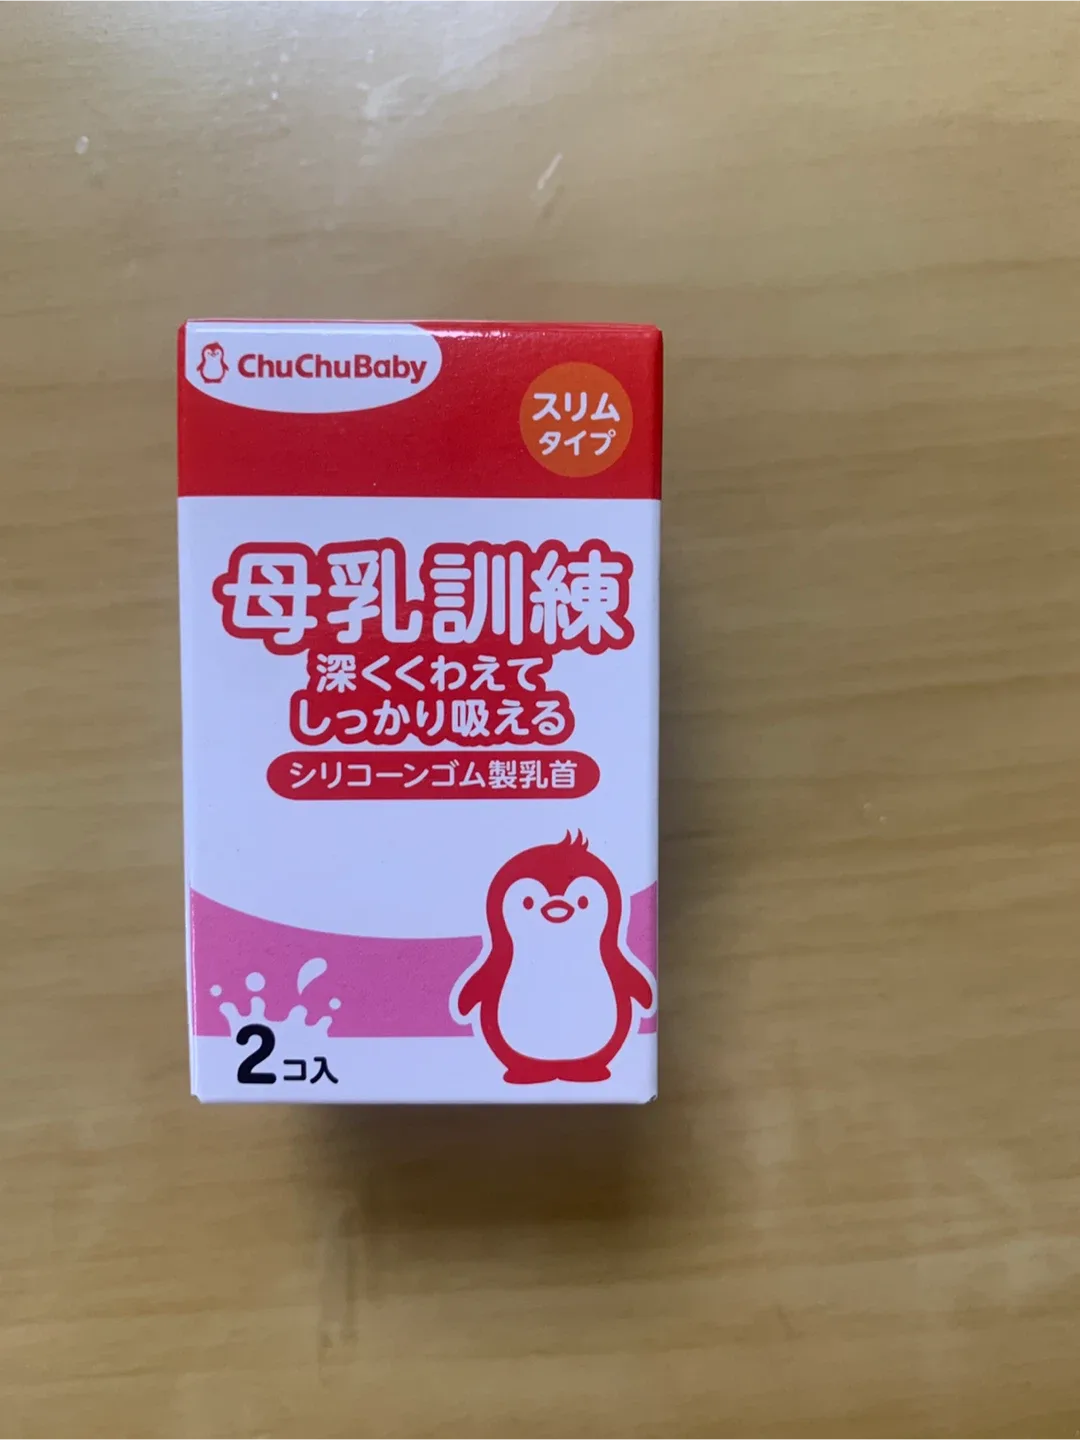 ChuChuBaby
スリム
タイプ
母乳訓練
深くくわえて
しっかり吸える
シリコーンゴム製乳首
2コ入